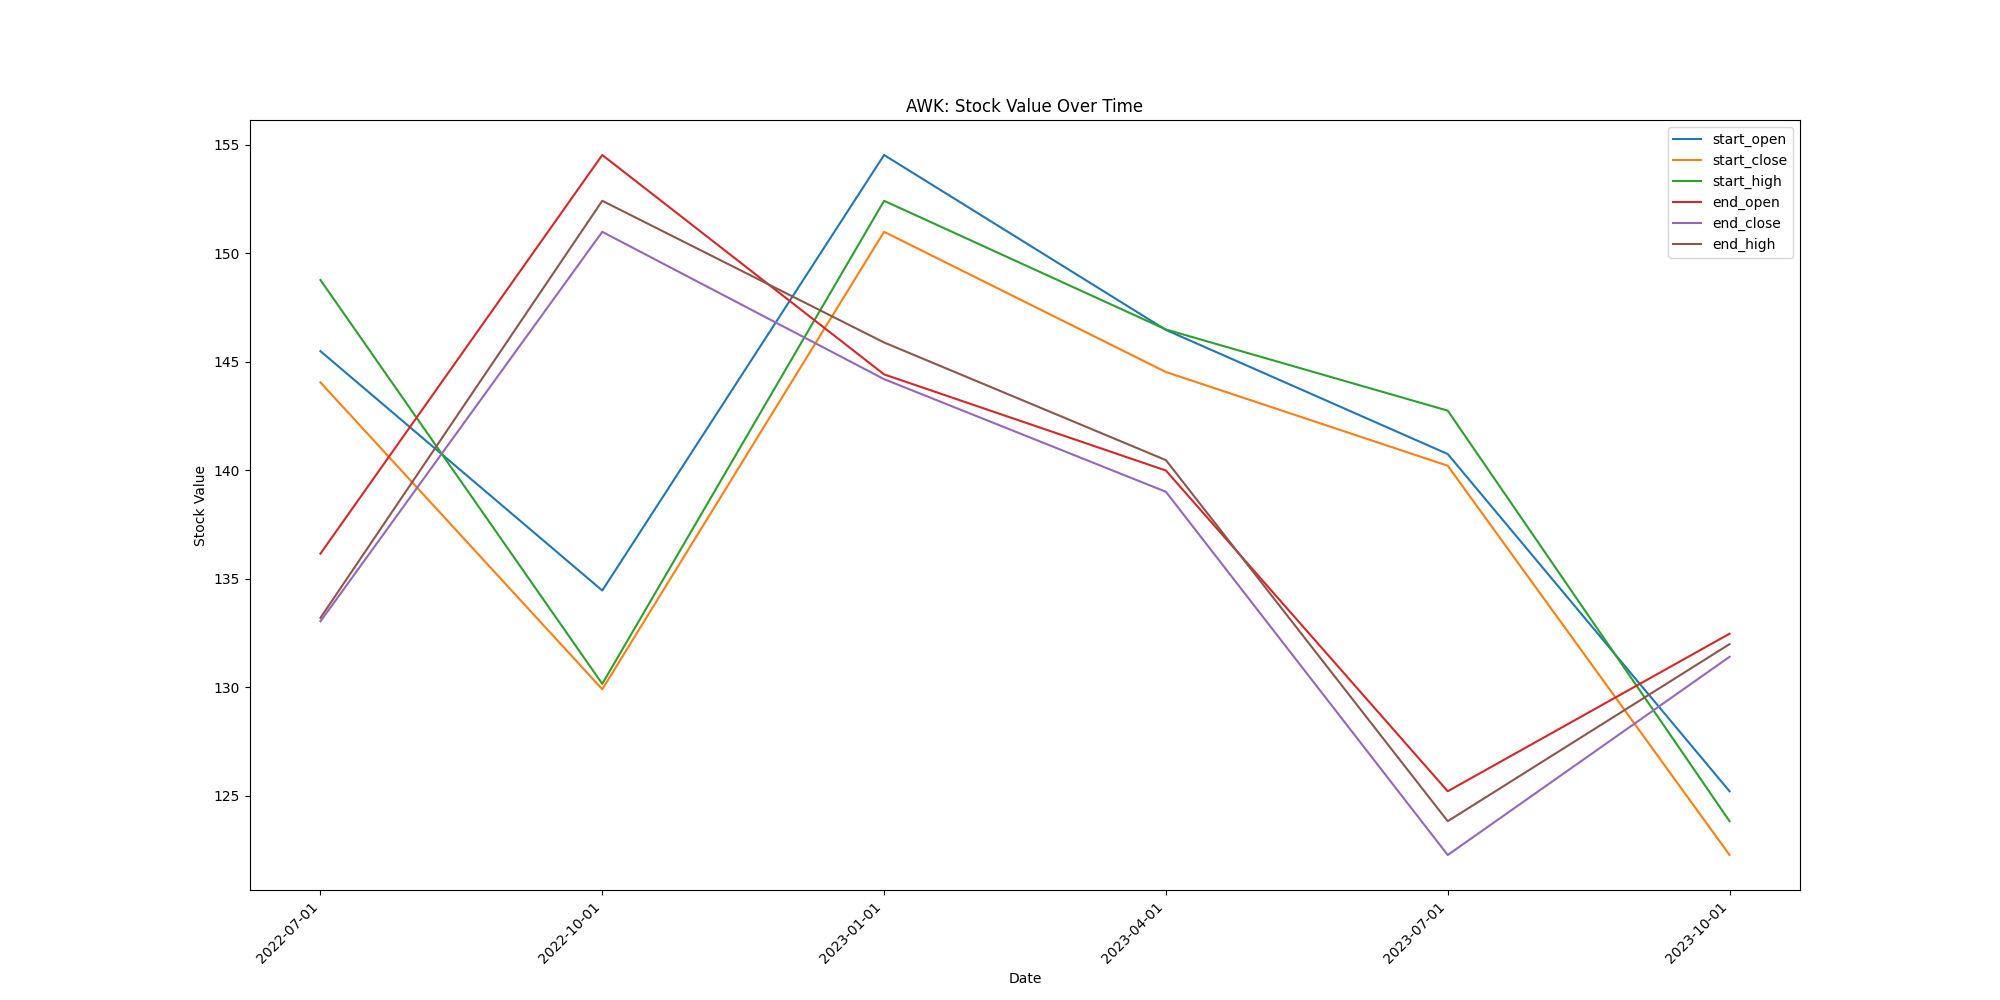 AWK: Stock Value Over Time
155
150
145
140
135
130
125
Stock Value
start_open
start_close
start_high
end_open
end_close
end_high
2022-07-01
2022-10-01
2023-01-01
2023-04-01
2023-07-01
2023-10-01
Date